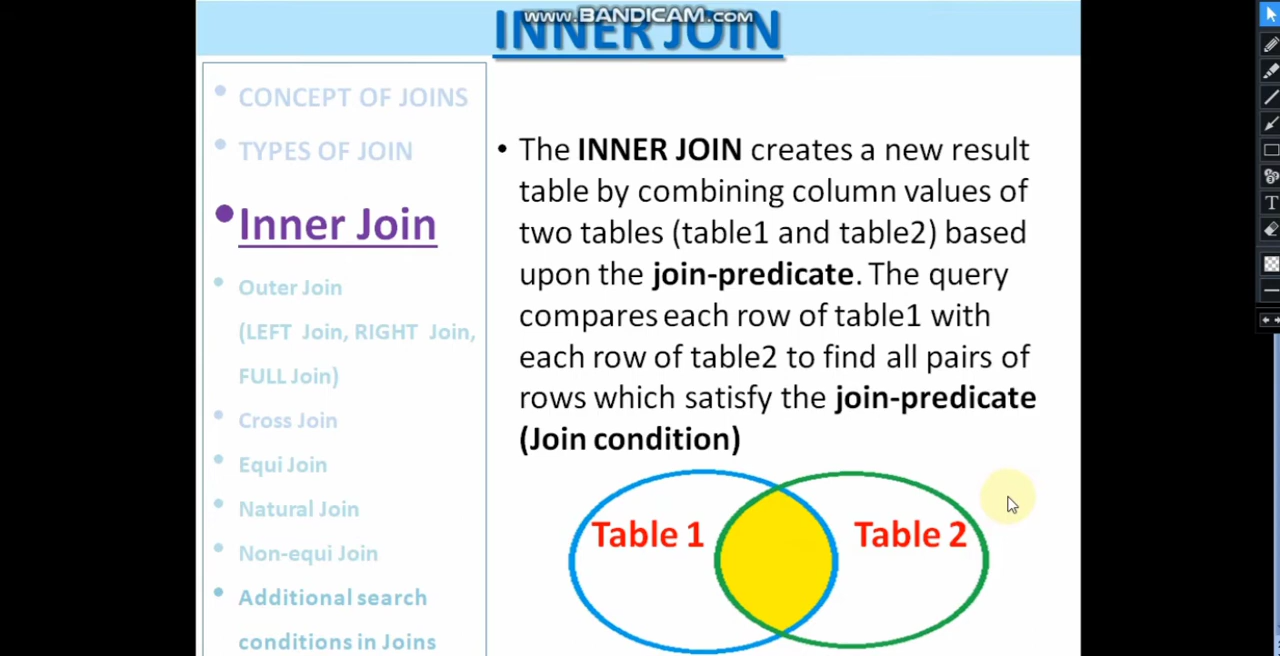 www.BANDICAM.com
INNER JOIN
• CONCEPT OF JOINS
• TYPES OF JOIN
• Inner Join
• Outer Join
(LEFT Join, RIGHT Join,
FULL Join)
• Cross Join
• Equi Join
• Natural Join
• Non-equi Join
• Additional search
conditions in Joins
• The INNER JOIN creates a new result
table by combining column values of
two tables (table1 and table2) based
upon the join-predicate. The query
compares each row of table1 with
each row of table2 to find all pairs of
rows which satisfy the join-predicate
(Join condition)
Table 1
Table 2
T